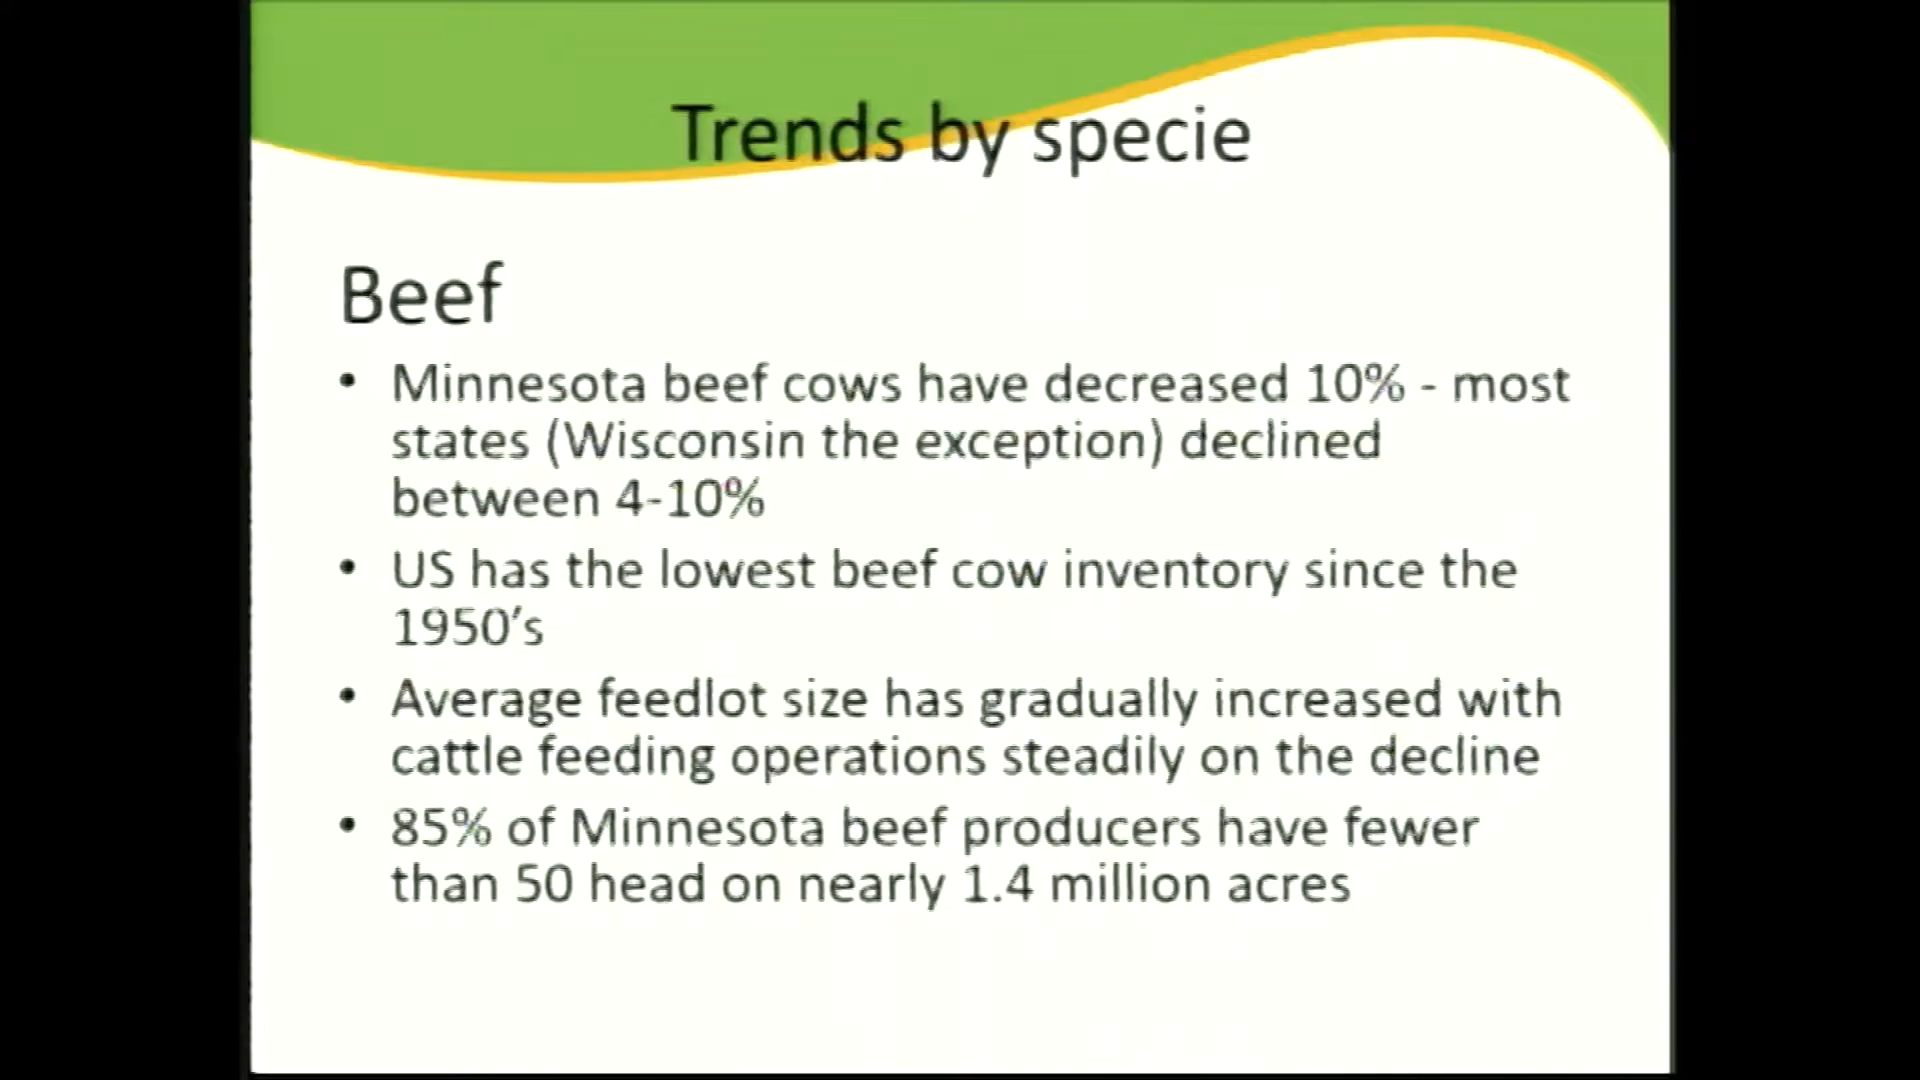 Trends by specie
Beef
• Minnesota beef cows have decreased 10% - most
states (Wisconsin the exception) declined
between 4-10%
• US has the lowest beef cow inventory since the
1950's
• Average feedlot size has gradually increased with
cattle feeding operations steadily on the decline
• 85% of Minnesota beef producers have fewer
than 50 head on nearly 1.4 million acres